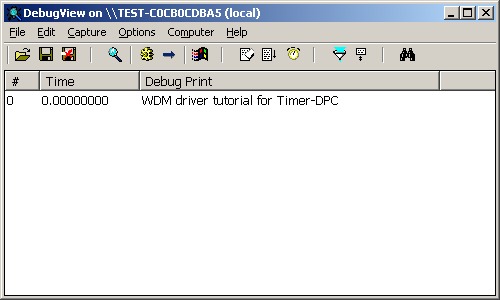 DebugView on \\TEST-C0CB0CDBA5 (local)
File Edit Capture Options Computer Help
# Time Debug Print
0 0.00000000 WDM driver tutorial for Timer-DPC